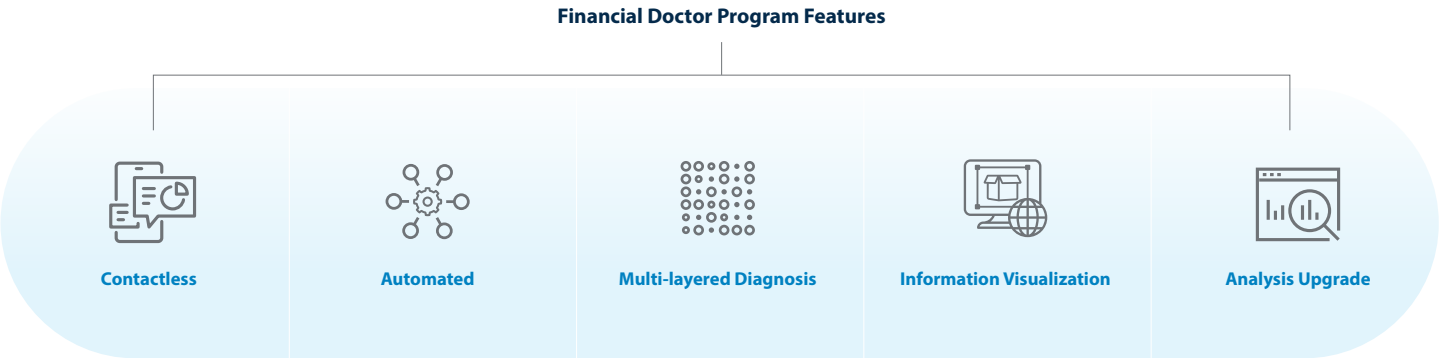 Financial Doctor Program Features
Contactless
Automated
Multi-layered Diagnosis
Information Visualization
Analysis Upgrade